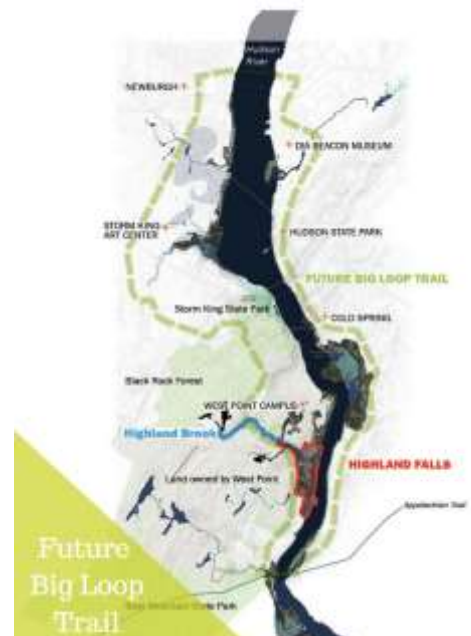 Hudson
River
NEWBURGH
DIA BEACON MUSEUM
STORM KING
ART CENTER
HUDSON STATE PARK
FUTURE BIG LOOP TRAIL
Storm King State Park
COLD SPRING
Black Rock Forest
WEST POINT CAMPUS
Highland Brook
HIGHLAND FALLS
Land owned by West Point
Appalachian Trail
Future
Big Loop
Trail
State Park